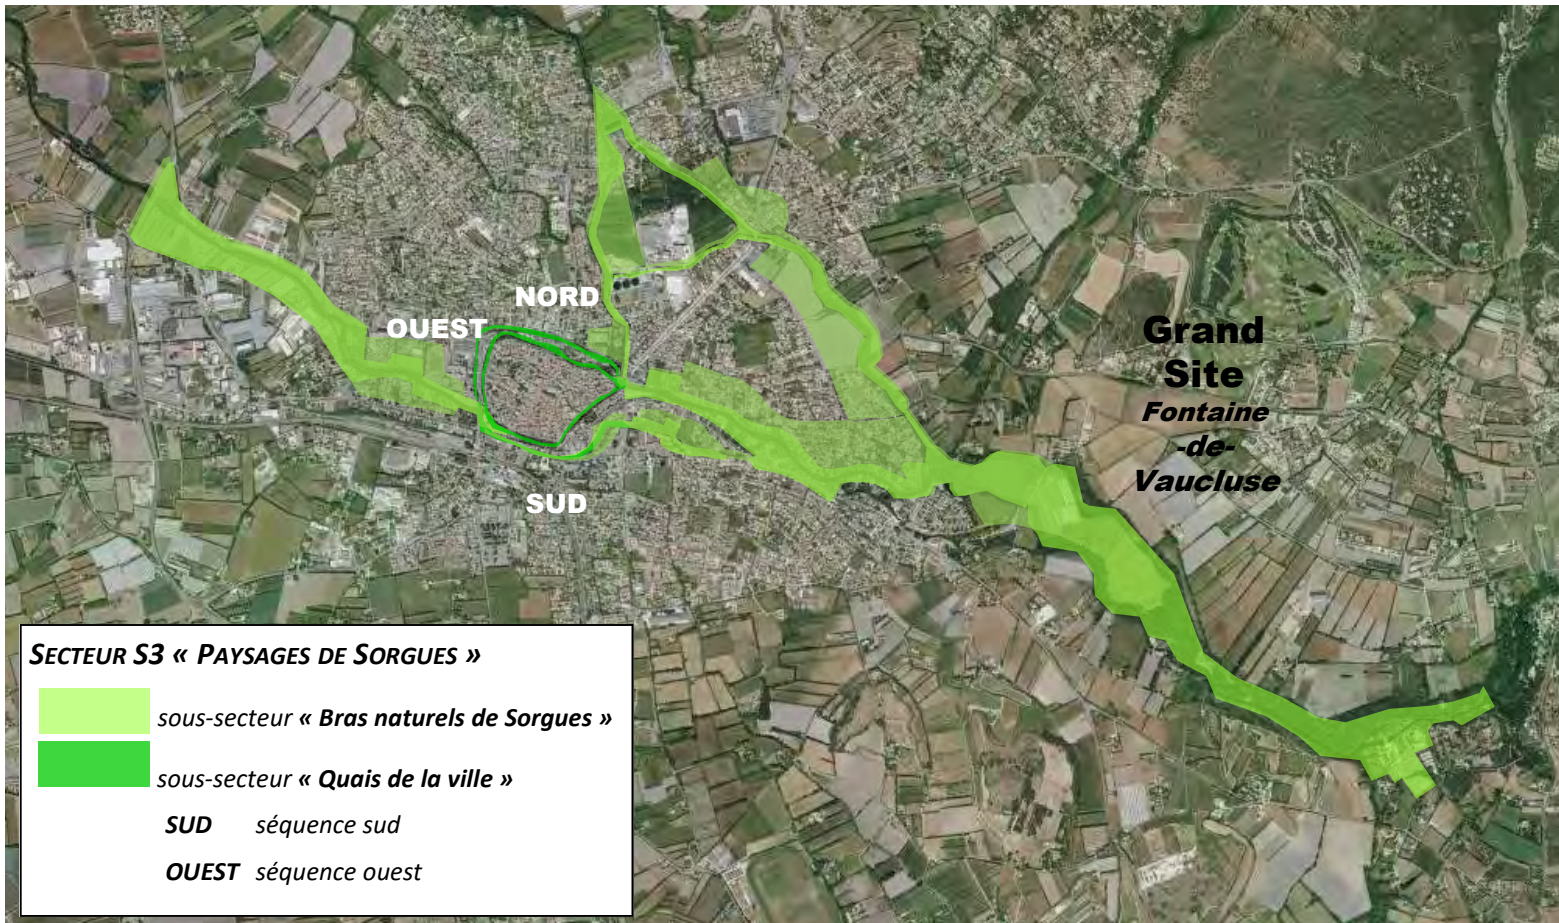 NORD
OUEST
SUD
Grand
Site
Fontaine
-de-
Vaucluse
SECTEUR S3 « PAYSAGES DE SORGUES »
sous-secteur « Bras naturels de Sorgues »
sous-secteur « Quais de la ville »
SUD séquence sud
OUEST séquence ouest